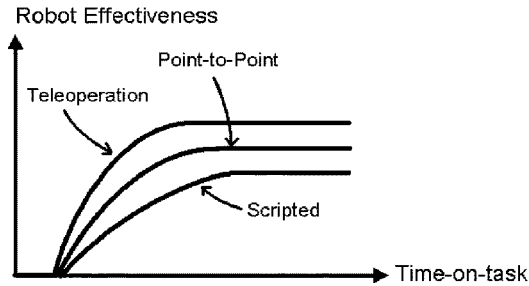 Robot Effectiveness
Point-to-Point
Teleoperation
Scripted
Time-on-task